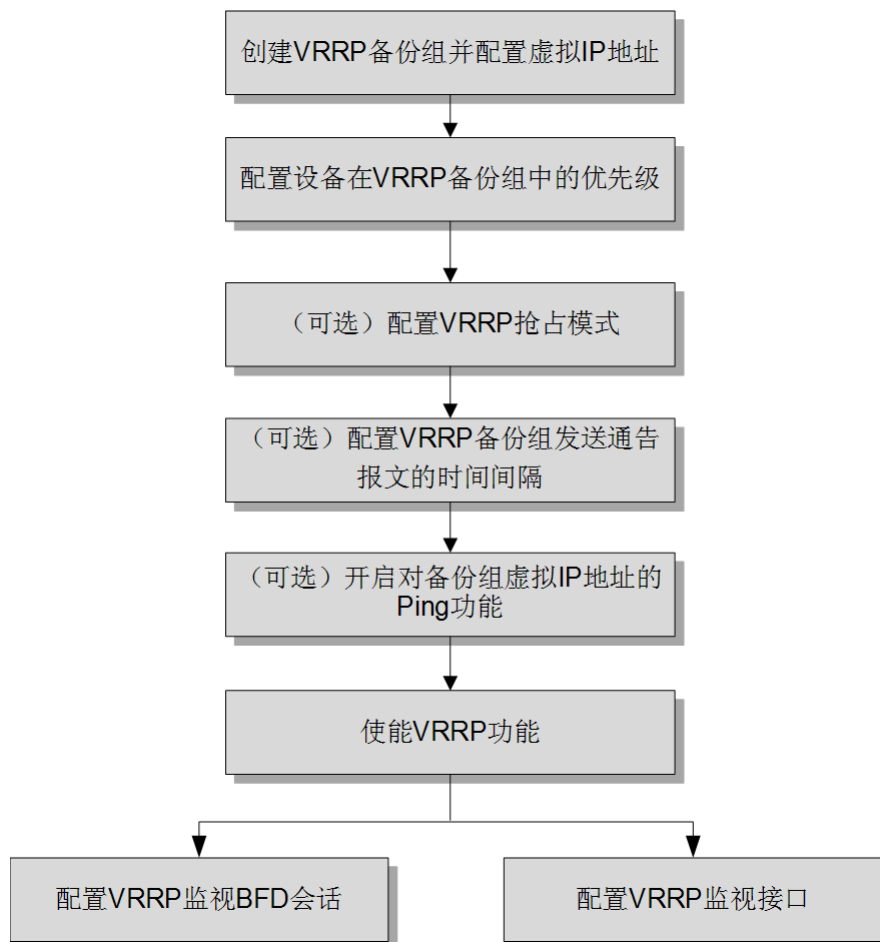 创建VRRP备份组并配置虚拟IP地址
配置设备在VRRP备份组中的优先级
（可选）配置VRRP抢占模式
（可选）配置VRRP备份组发送通告
报文的时间间隔
（可选）开启对备份组虚拟IP地址的
Ping功能
使能VRRP功能
配置VRRP监视BFD会话
配置VRRP监视接口